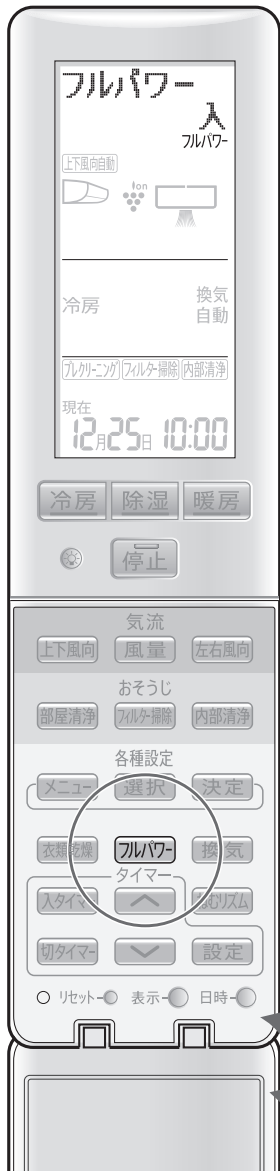 フルパワー
入
フルパワー
上下風向自動
ion
冷房
換気
自動
プレクリーニング フィルター掃除 内部清浄
現在
12月25日 10:00
冷房 除湿 暖房
停止
気流
上下風向 風量 左右風向
おそうじ
部屋清浄 フィルター掃除 内部清浄
各種設定
メニュー 選択 決定
衣類乾燥 フルパワー 換気
タイマー
入タイマー ねむリズム
切タイマー 設定
リセット 表示 日時